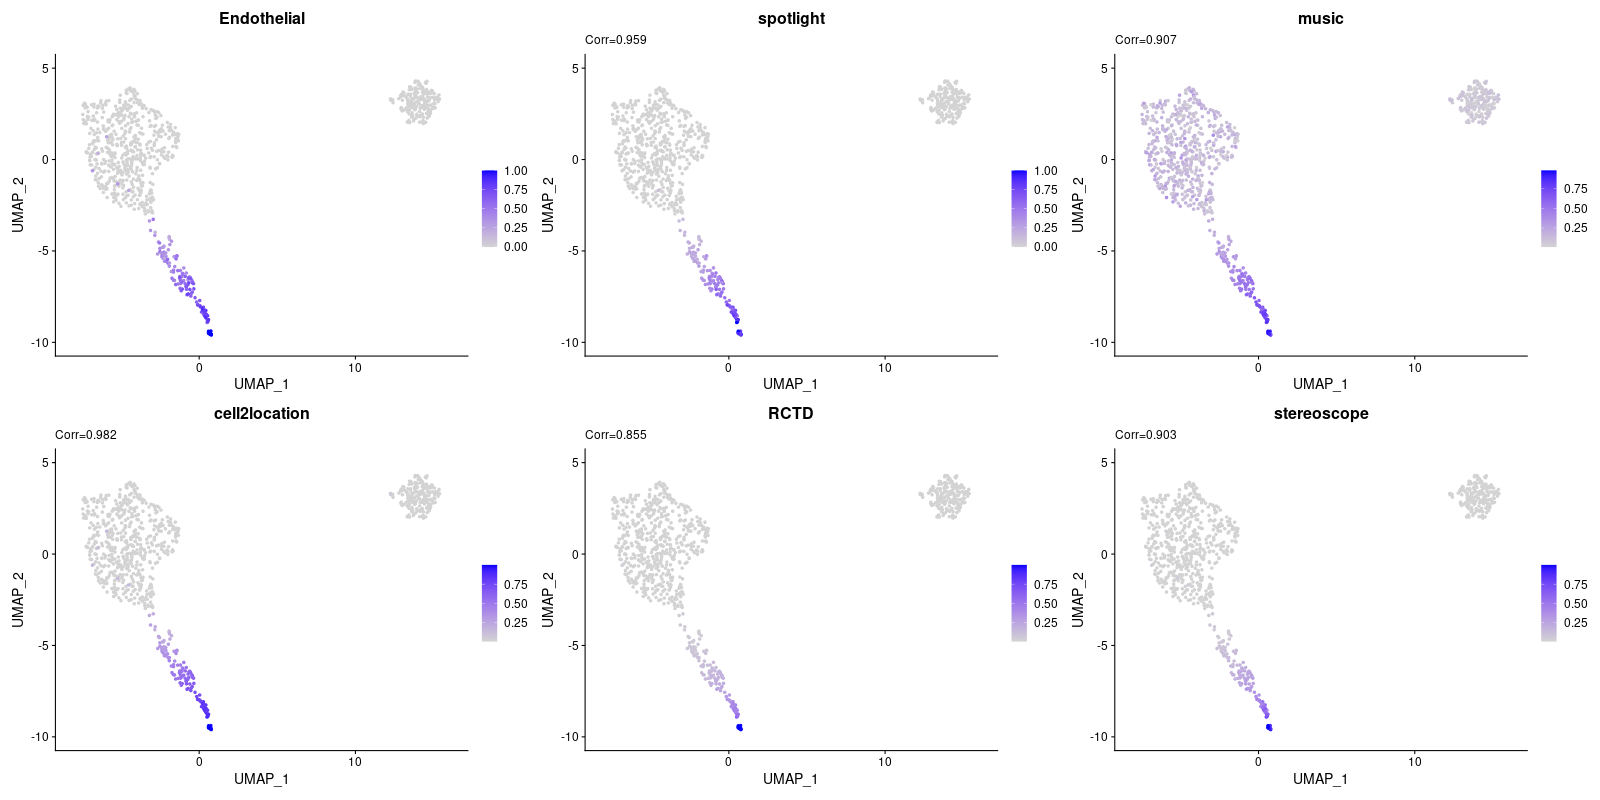 Endothelial
UMAP_2
5
0
-5
-10
0
10
UMAP_1
1.00
0.75
0.50
0.25
0.00
spotlight
Corr=0.959
UMAP_2
5
0
-5
-10
0
10
UMAP_1
1.00
0.75
0.50
0.25
0.00
music
Corr=0.907
UMAP_2
5
0
-5
-10
0
10
UMAP_1
0.75
0.50
0.25
cell2location
Corr=0.982
UMAP_2
5
0
-5
-10
0
10
UMAP_1
0.75
0.50
0.25
RCTD
Corr=0.855
UMAP_2
5
0
-5
-10
0
10
UMAP_1
0.75
0.50
0.25
stereoscope
Corr=0.903
UMAP_2
5
0
-5
-10
0
10
UMAP_1
0.75
0.50
0.25